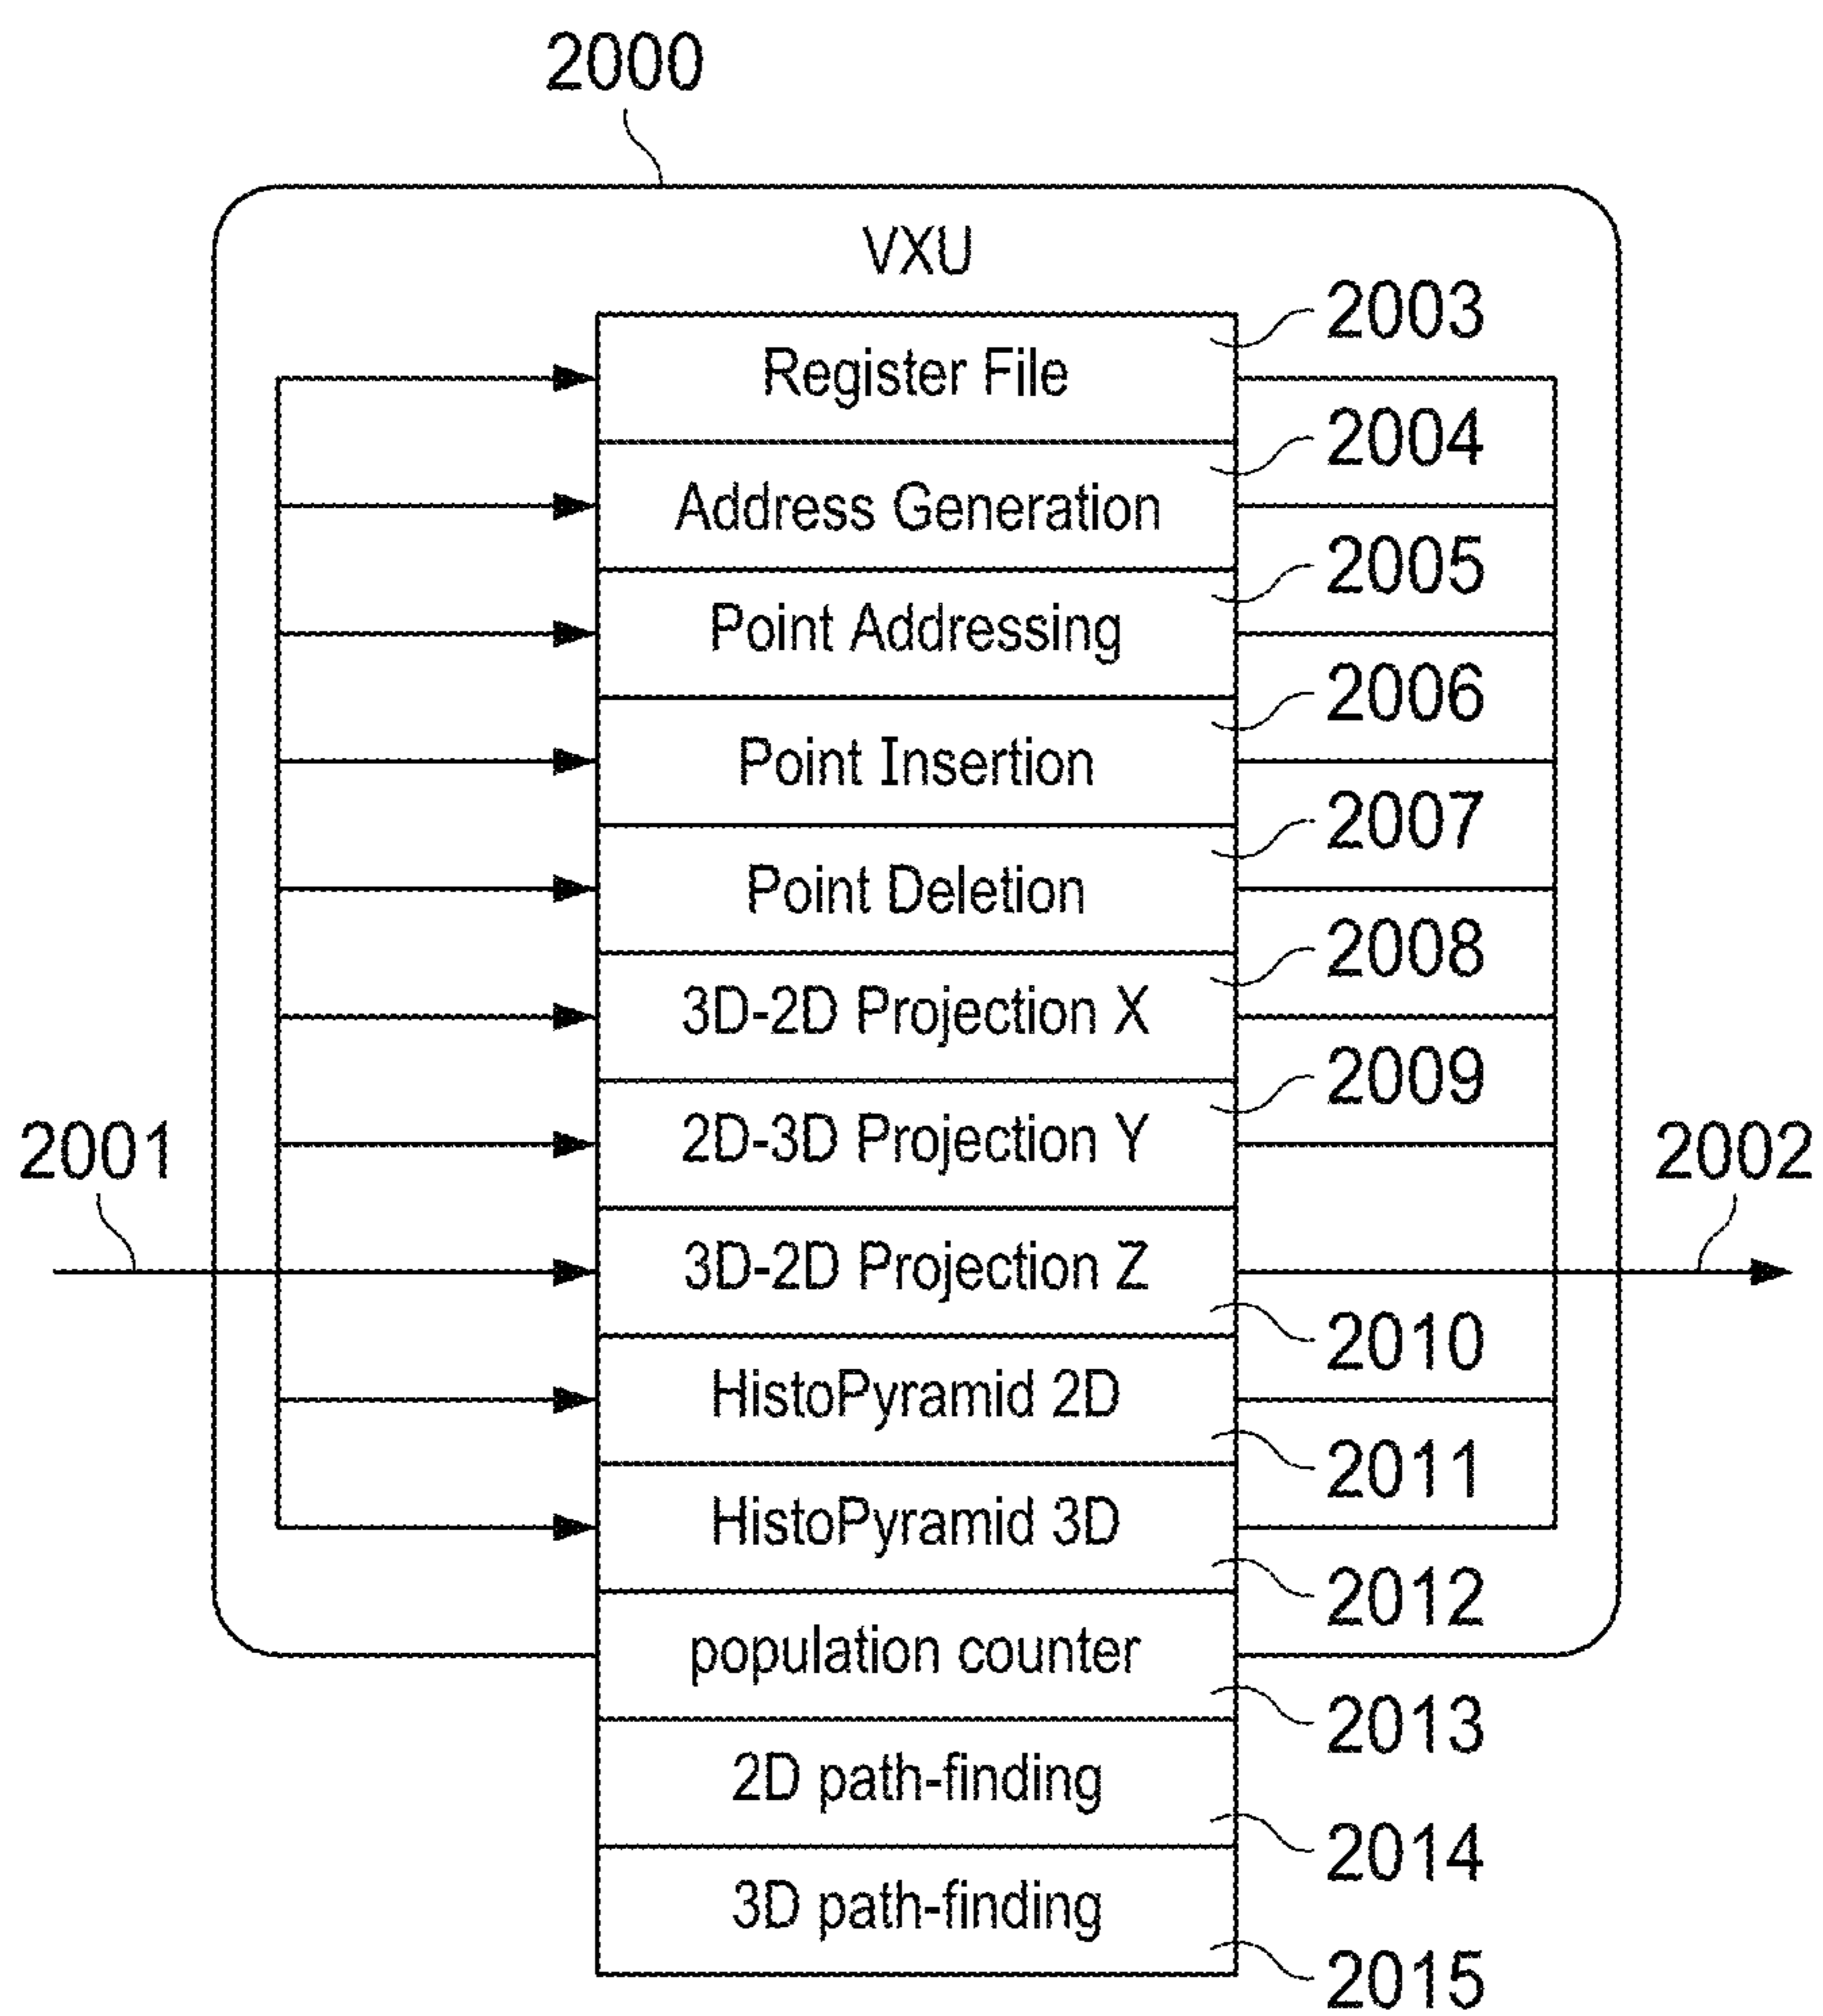 2000
VXU
2003
Register File
2004
Address Generation
2005
Point Addressing
2006
Point Insertion
2007
Point Deletion
2008
3D-2D Projection X
2009
2D-3D Projection Y
2001
2002
3D-2D Projection Z
2010
HistoPyramid 2D
2011
HistoPyramid 3D
2012
population counter
2013
2D path-finding
2014
3D path-finding
2015